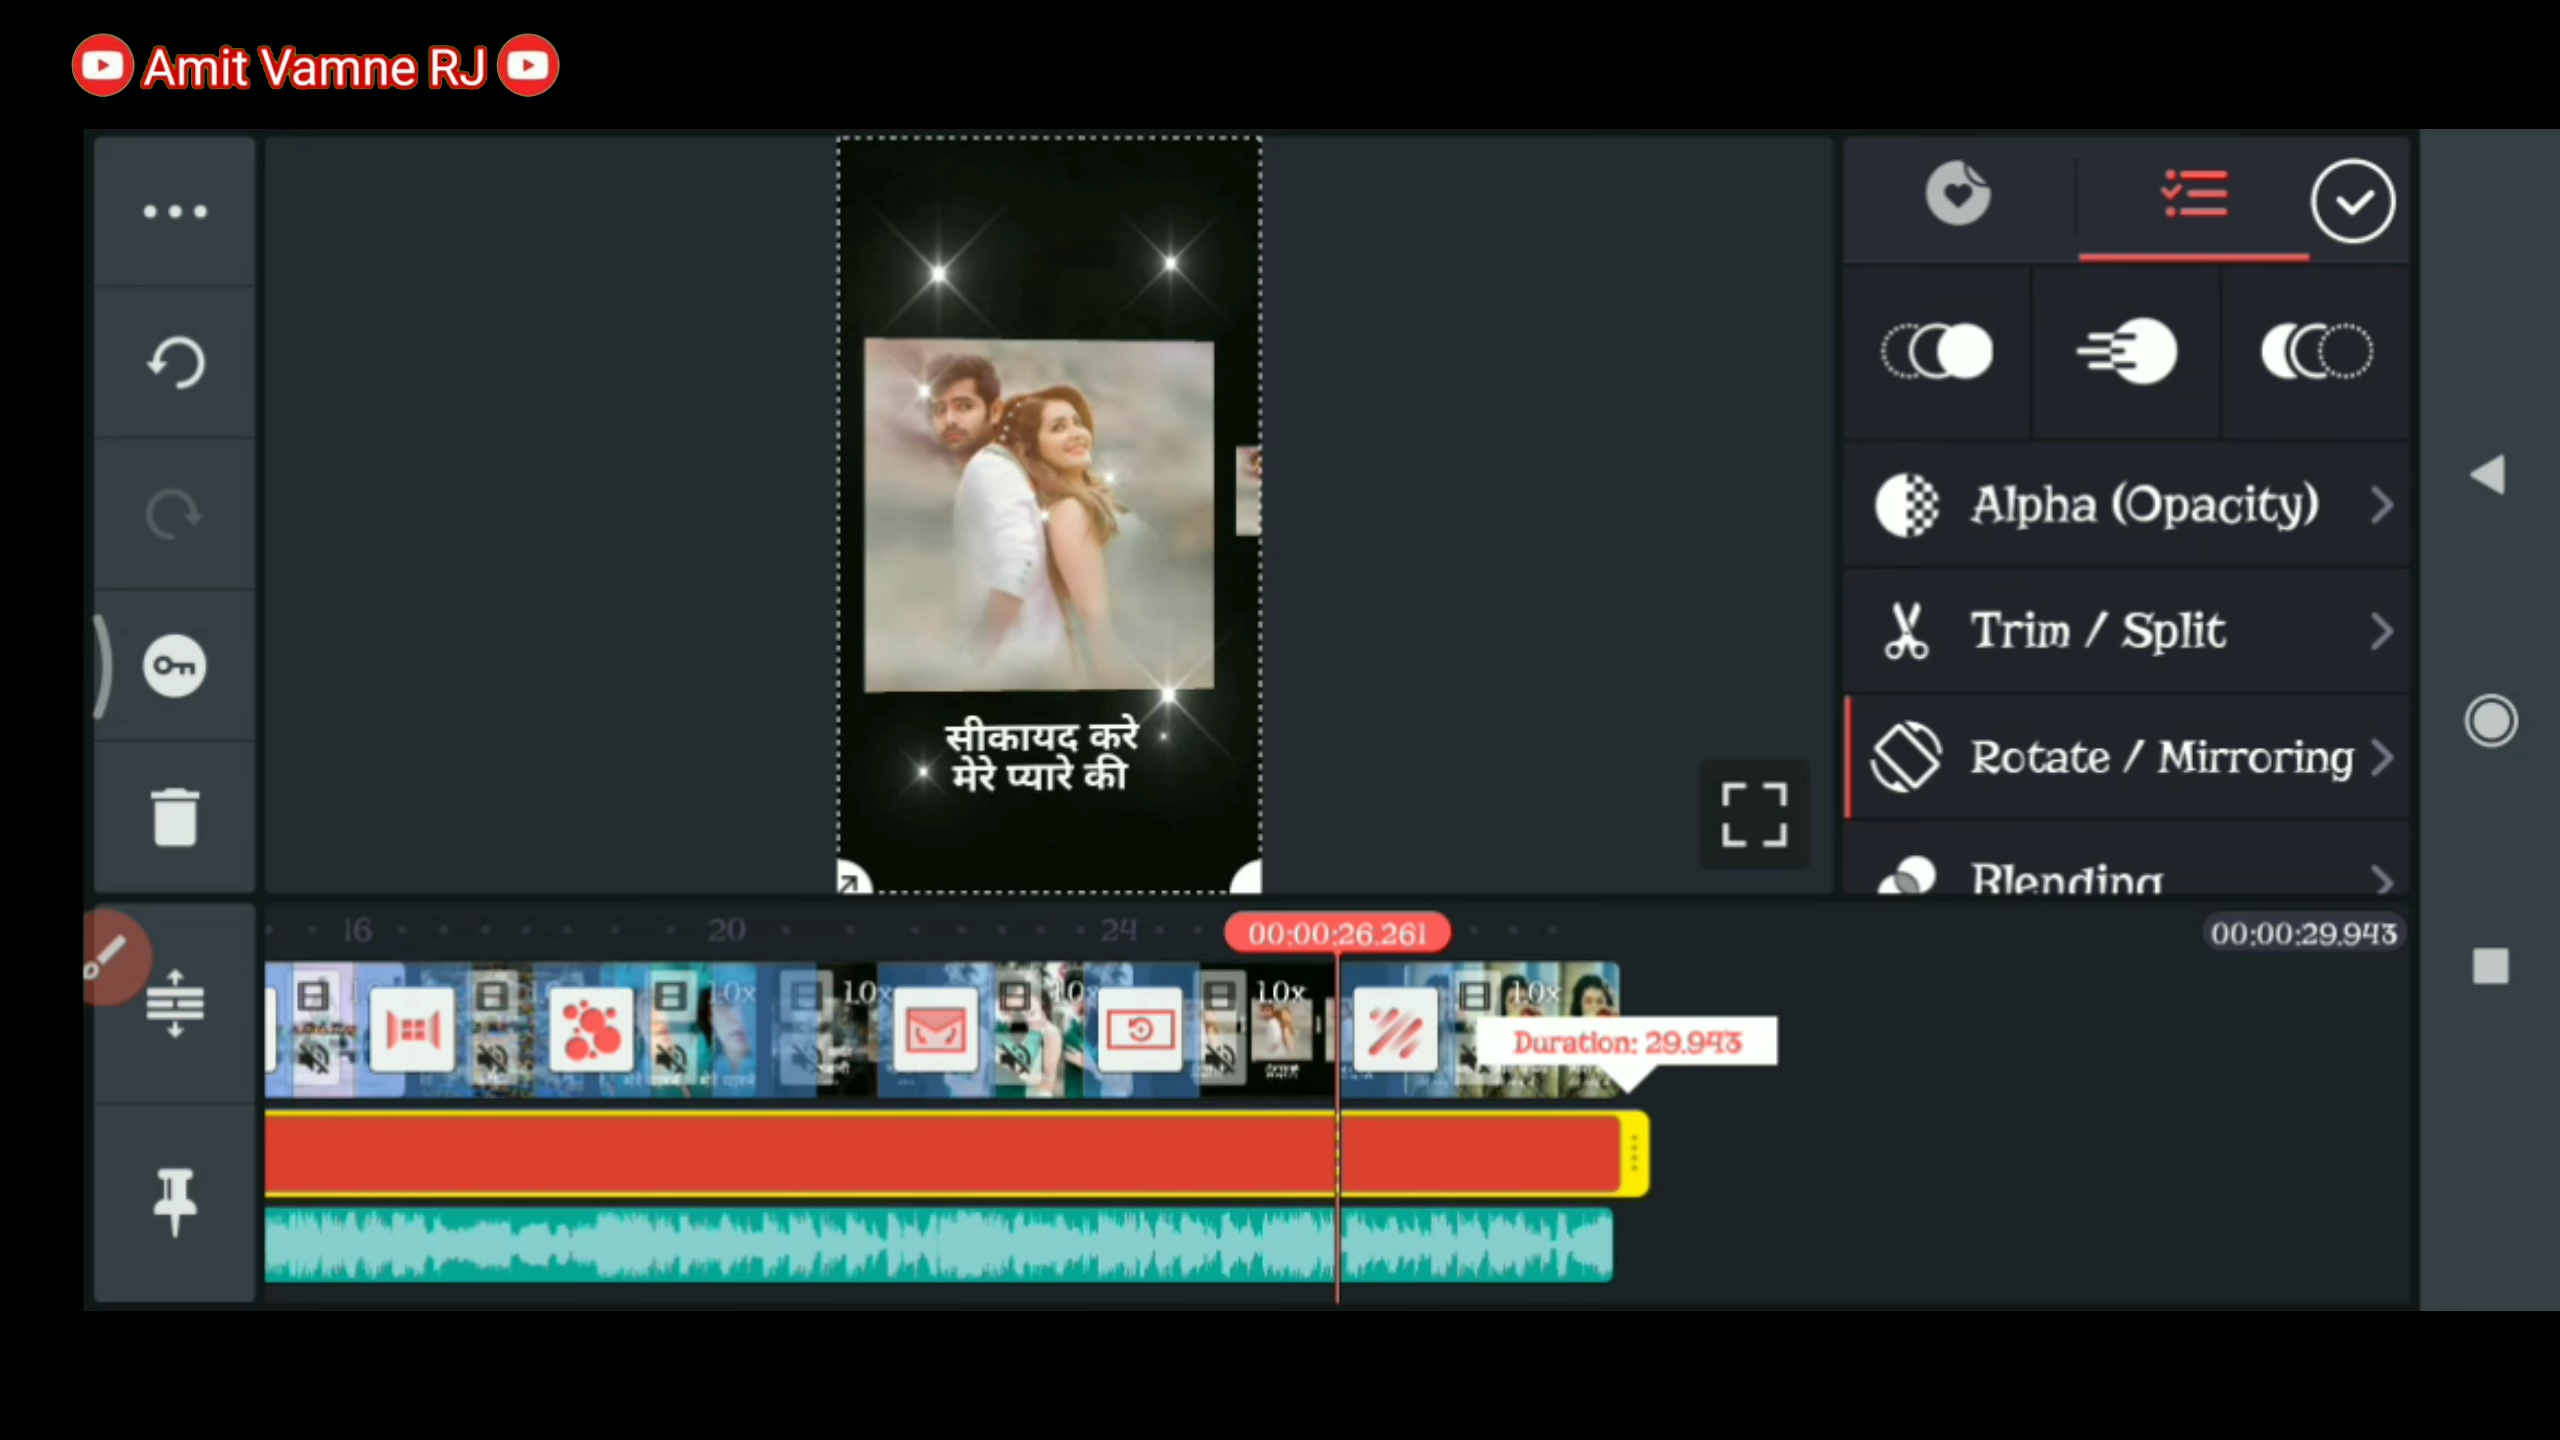 Amit Vamne RJ
Alpha (Opacity)
Trim / Split
Rotate / Mirroring
Blending
सीकायद करे
मेरे प्यारे की
16
20
24
00:00:26.261
00:00:29.943
1.0x
1.0x
1.0x
1.0x
1.0x
Duration: 29.943